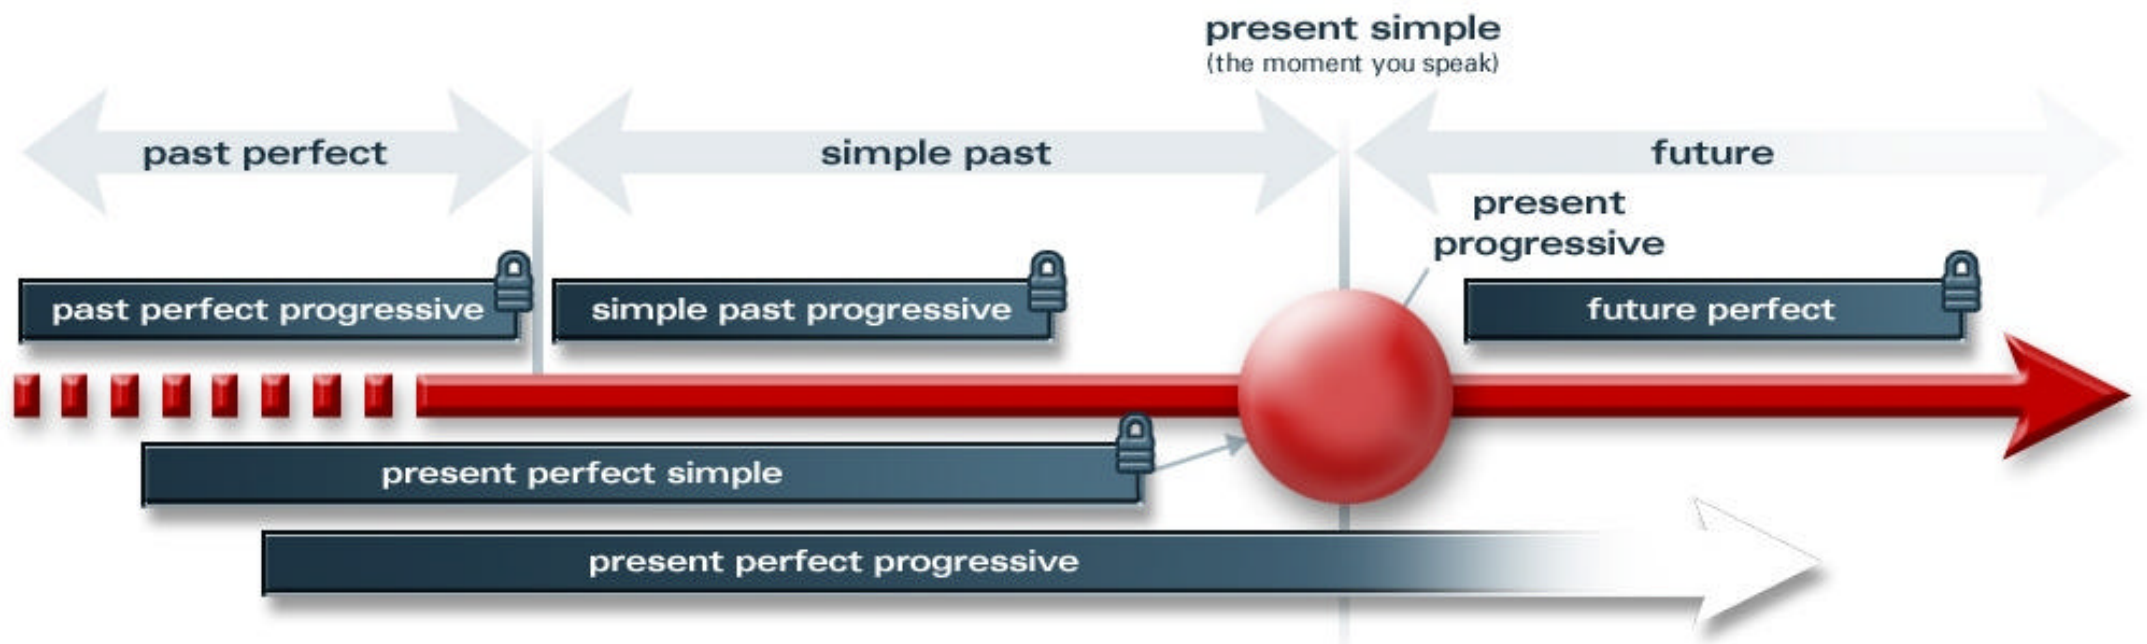 present simple
(the moment you speak)
past perfect
simple past
future
present
progressive
past perfect progressive
simple past progressive
future perfect
present perfect simple
present perfect progressive